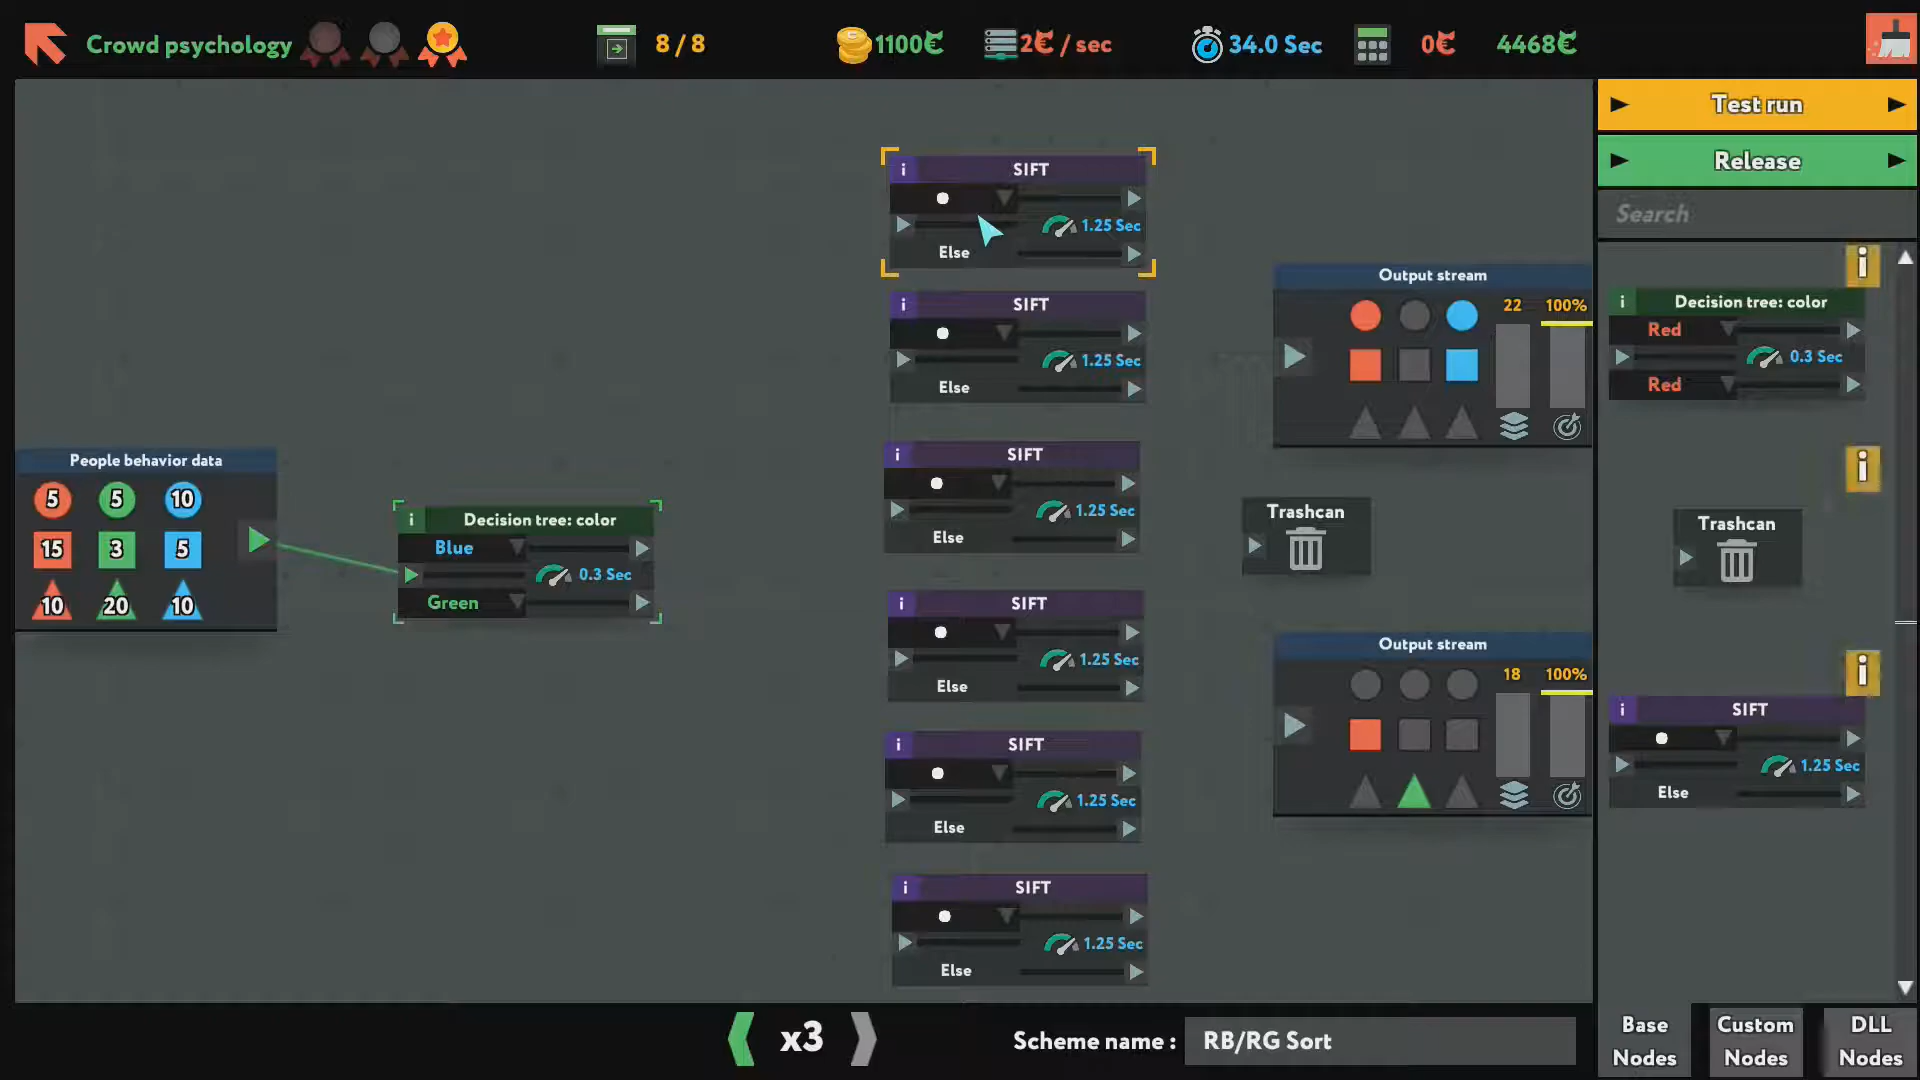 Crowd psychology
8 / 8
1100€
2€ / sec
34.0 Sec
0€
4468€
Test run
Release
Search
SIFT
1.25 Sec
Else
SIFT
1.25 Sec
Else
SIFT
1.25 Sec
Else
SIFT
1.25 Sec
Else
SIFT
1.25 Sec
Else
SIFT
1.25 Sec
Else
People behavior data
5 5 10
15 3 5
10 20 10
Decision tree: color
Blue
0.3 Sec
Green
Output stream
22 100%
Trashcan
Output stream
18 100%
Decision tree: color
Red
0.3 Sec
Red
Trashcan
SIFT
1.25 Sec
Else
x3
Scheme name : RB/RG Sort
Base Nodes
Custom Nodes
DLL Nodes